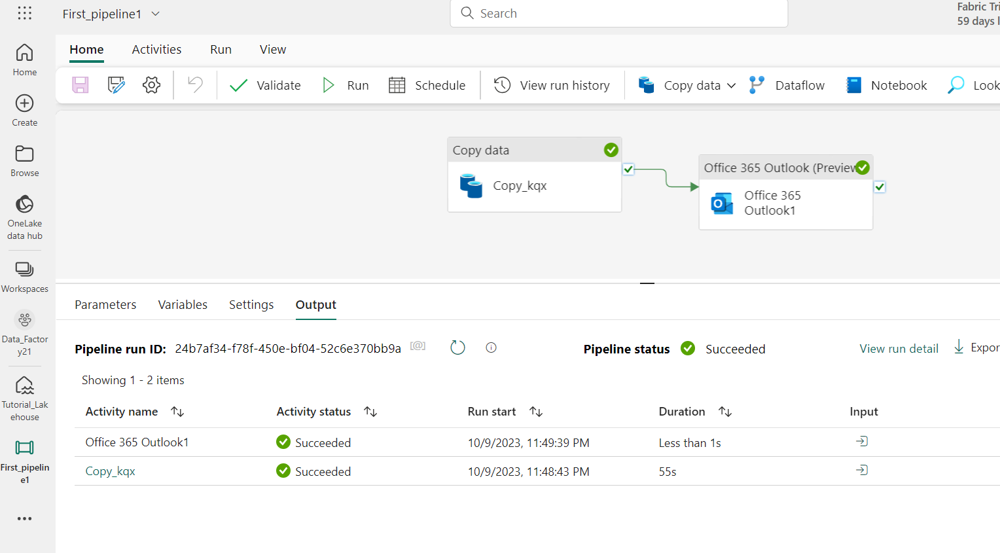 First_pipeline1
Search
Fabric Tri
59 days l
Home
Activities
Run
View
Validate
Run
Schedule
View run history
Copy data
Dataflow
Notebook
Look
Home
Create
Browse
OneLake
data hub
Workspaces
Data_Factor
y21
Tutorial_Lak
ehouse
First_pipelin
e1
Copy data
Copy_kqx
Office 365 Outlook (Preview
Office 365
Outlook1
Parameters
Variables
Settings
Output
Pipeline run ID: 24b7af34-f78f-450e-bf04-52c6e370bb9a [@]
Pipeline status Succeeded
View run detail
Expor
Showing 1 - 2 items
Activity name Activity status Run start Duration Input
Office 365 Outlook1 Succeeded 10/9/2023, 11:49:39 PM Less than 1s
Copy_kqx Succeeded 10/9/2023, 11:48:43 PM 55s